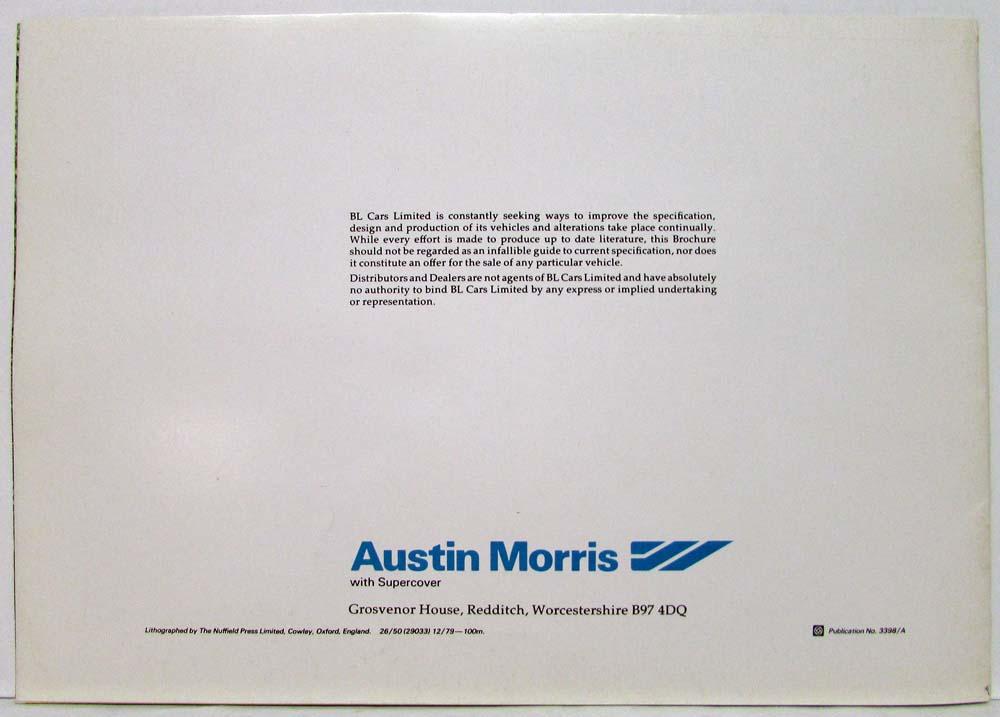 BL Cars Limited is constantly seeking ways to improve the specification,
design and production of its vehicles and alterations take place continually.
While every effort is made to produce up to date literature, this Brochure
should not be regarded as an infallible guide to current specification, nor does
it constitute an offer for the sale of any particular vehicle.
Distributors and Dealers are not agents of BL Cars Limited and have absolutely
no authority to bind BL Cars Limited by any express or implied undertaking
or representation.
Austin Morris
with Supercover
Grosvenor House, Redditch, Worcestershire B97 4DQ
Lithographed by The Nuffield Press Limited, Cowley, Oxford, England. 26/50 (29033) 12/79—100m.
Publication No. 3398/A